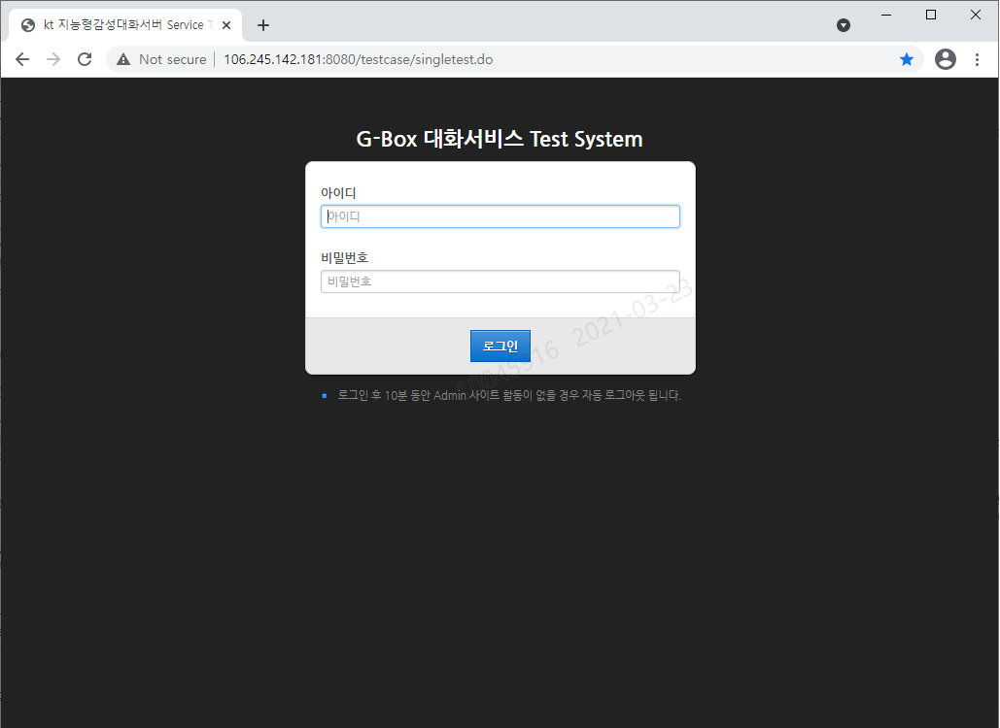 kt 지능형감성대화서버 Service T
Not secure
106.245.142.181:8080/testcase/singletest.do
G-Box 대화서비스 Test System
아이디
아이디
비밀번호
비밀번호
2021-03-23
로그인
로그인 후 10분 동안 Admin 사이트 활동이 없을 경우 자동 로그아웃 됩니다.